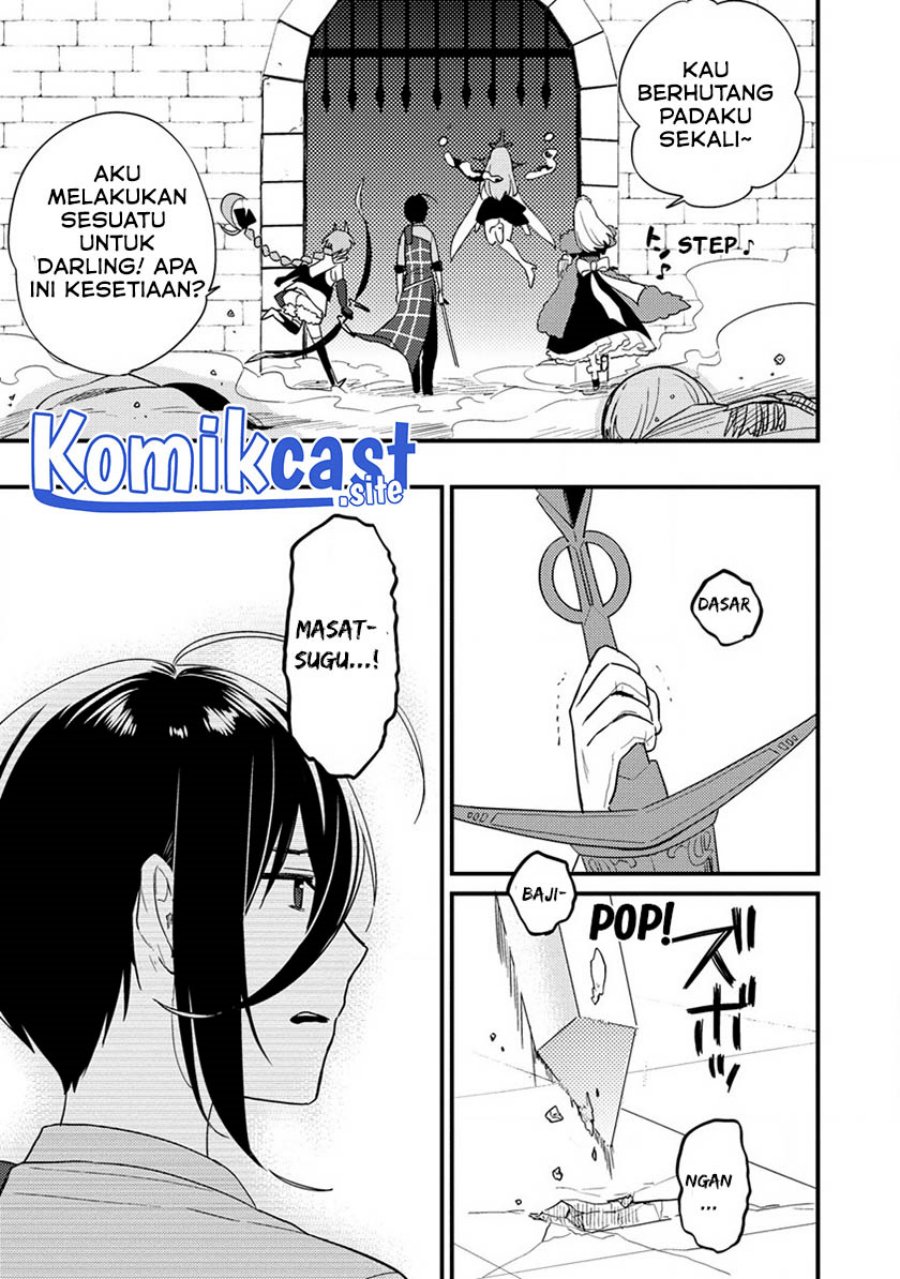 KAU
BERHUTANG
PADAKU
SEKALI~
AKU
MELAKUKAN
SESUATU
UNTUK
DARLING! APA
INI KESETIAAN?
ト STEP♪
Komikcast
.site
DASAR
MASAT-
SUGU...!
BAJI-
POP!
ズボッ
NGAN
...